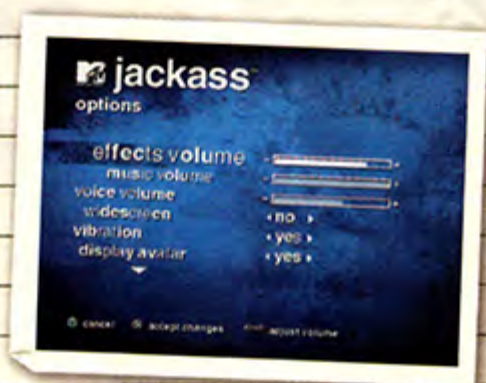 MTV jackass
options
effects volume
music volume
voice volume
widescreen no
vibration yes
display avatar yes
cancel accept changes adjust volume